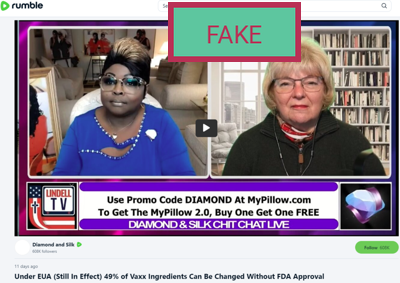 rumble
FAKE
LINDELL
TV
Use Promo Code DIAMOND At MyPillow.com
To Get The MyPillow 2.0, Buy One Get One FREE
DIAMOND & SILK CHIT CHAT LIVE
Diamond and Silk
followers
Follow
11 days ago
Under EUA (Still In Effect) 49% of Vaxx Ingredients Can Be Changed Without FDA Approval